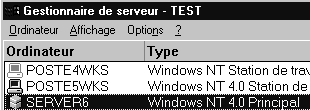 Gestionnaire de serveur - TEST
Ordinateur Affichage Options ?
Ordinateur Type
POSTE4WKS Windows NT Station de trav
POSTE5WKS Windows NT 4.0 Station de
SERVER6 Windows NT 4.0 Principal